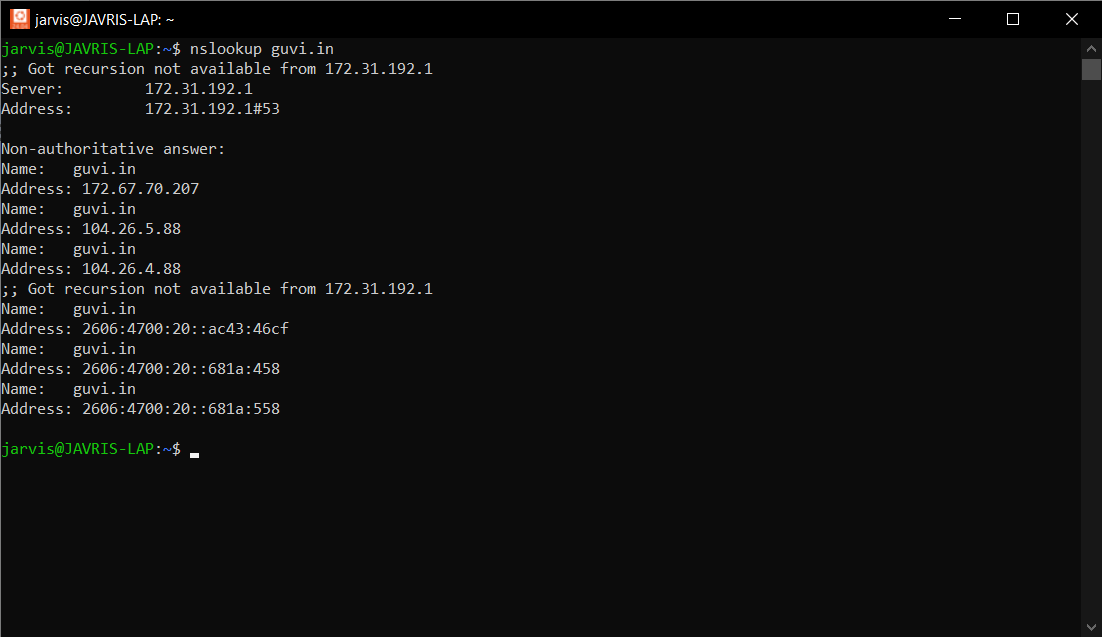 jarvis@JAVRIS-LAP: ~
jarvis@JAVRIS-LAP:~$ nslookup guvi.in
;; Got recursion not available from 172.31.192.1
Server:         172.31.192.1
Address:        172.31.192.1#53

Non-authoritative answer:
Name:   guvi.in
Address: 172.67.70.207
Name:   guvi.in
Address: 104.26.5.88
Name:   guvi.in
Address: 104.26.4.88
;; Got recursion not available from 172.31.192.1
Name:   guvi.in
Address: 2606:4700:20::ac43:46cf
Name:   guvi.in
Address: 2606:4700:20::681a:458
Name:   guvi.in
Address: 2606:4700:20::681a:558

jarvis@JAVRIS-LAP:~$